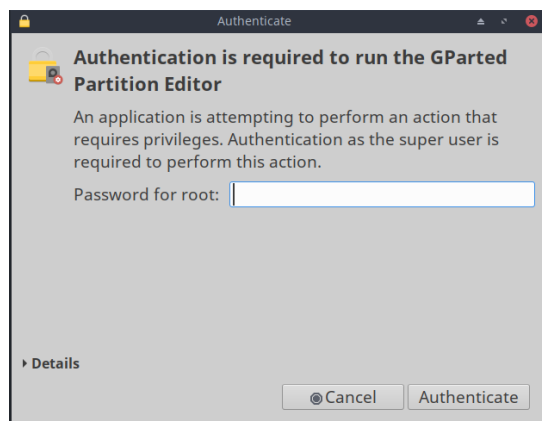 Authenticate
Authentication is required to run the GParted
Partition Editor
An application is attempting to perform an action that
requires privileges. Authentication as the super user is
required to perform this action.
Password for root:
Details
Cancel Authenticate